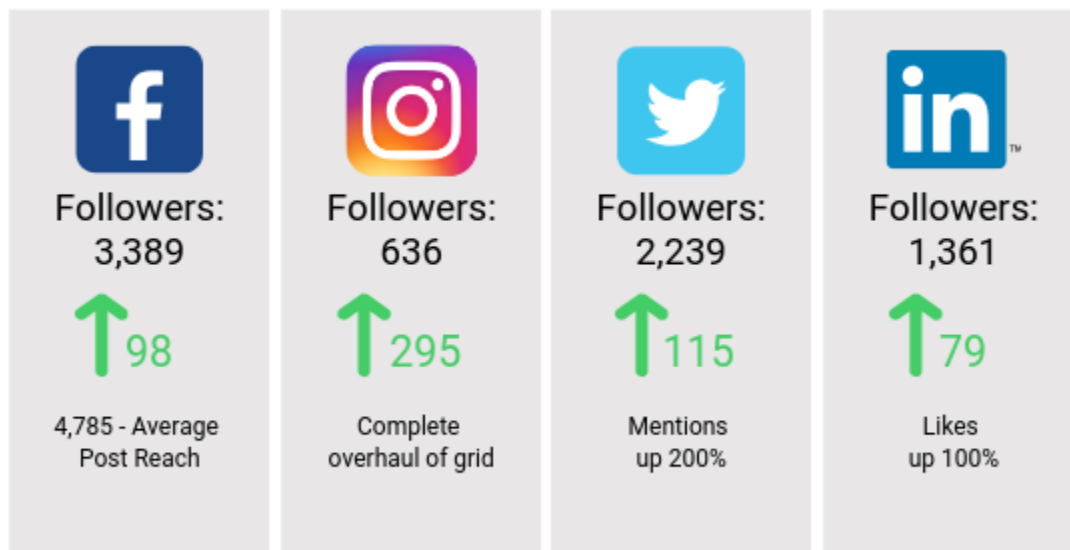 f
Followers:
3,389
98
4,785 - Average
Post Reach
Followers:
636
295
Complete
overhaul of grid
Followers:
2,239
115
Mentions
up 200%
in
TM
Followers:
1,361
79
Likes
up 100%